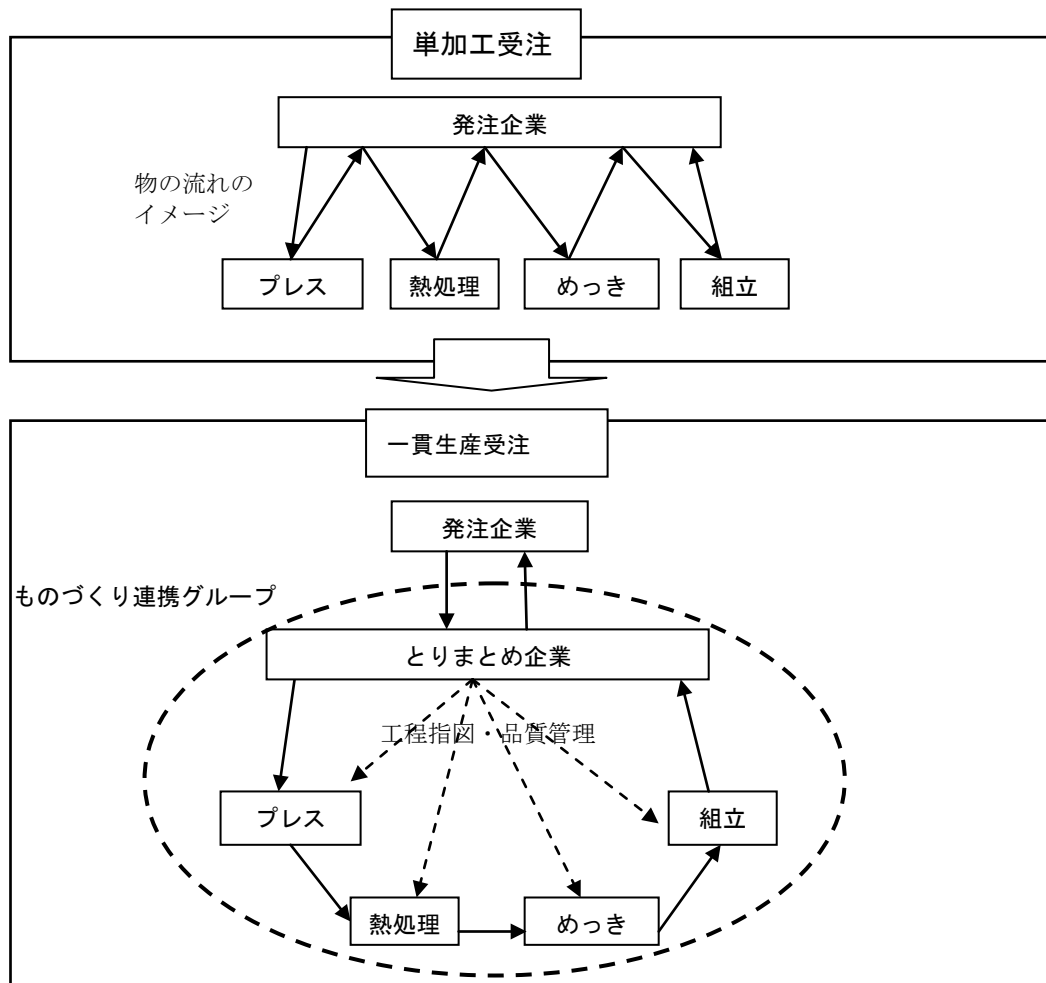 単加工受注
発注企業
物の流れの
イメージ
プレス
熱処理
めっき
組立
一貫生産受注
発注企業
ものづくり連携グループ
とりまとめ企業
工程指図・品質管理
プレス
組立
熱処理
めっき